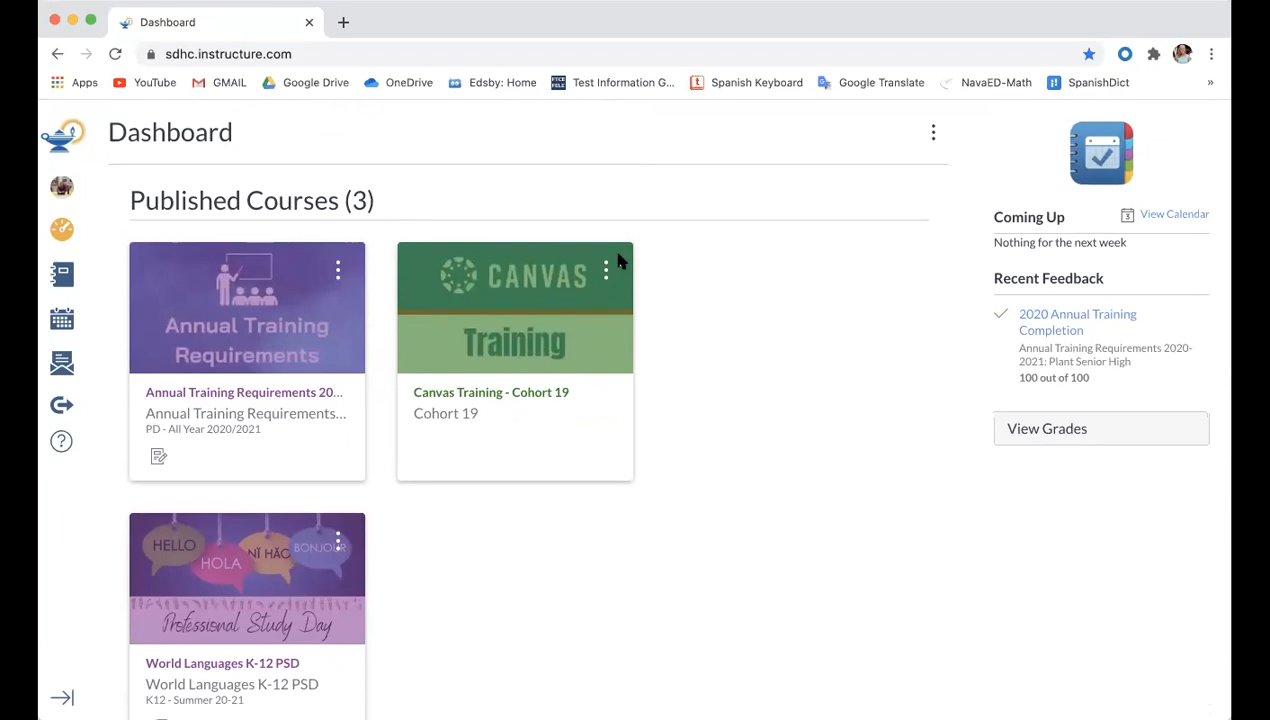 Dashboard
sdhc.instructure.com
Apps
YouTube
GMAIL
Google Drive
OneDrive
Edsby: Home
Test Information G...
Spanish Keyboard
Google Translate
NavaED-Math
SpanishDict
»
Dashboard
Published Courses (3)
Annual Training
Requirements
Annual Training Requirements 20...
Annual Training Requirements...
PD - All Year 2020/2021
CANVAS
Training
Canvas Training - Cohort 19
Cohort 19
HELLO
HOLA
NĬ HĂO
BONJOUR
Professional Study Day
World Languages K-12 PSD
World Languages K-12 PSD
K12 - Summer 20-21
Coming Up
View Calendar
Nothing for the next week
Recent Feedback
2020 Annual Training
Completion
Annual Training Requirements 2020-
2021: Plant Senior High
100 out of 100
View Grades